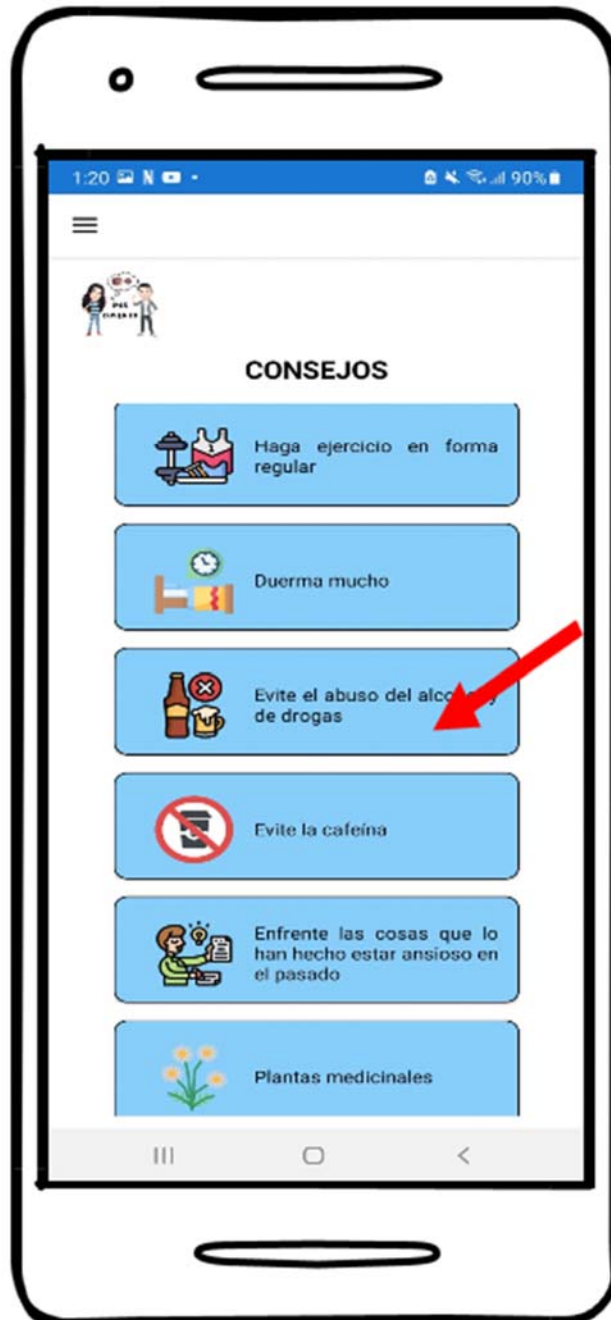 1:20
90%
CONSEJOS
Haga ejercicio en forma
regular
Duerma mucho
Evite el abuso del
de drogas
Evite la cafeína
Enfrente las cosas que lo
han hecho estar ansioso en
el pasado
Plantas medicinales